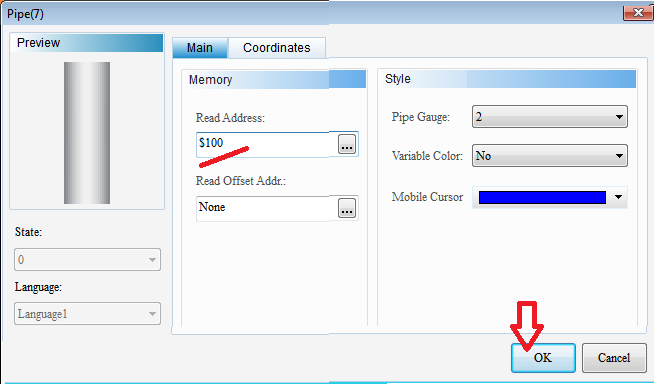 Pipe(7)
Preview
Main
Coordinates
Memory
Read Address:
$100
...
Read Offset Addr.:
None
...
Style
Pipe Gauge:
2
Variable Color:
No
Mobile Cursor
State:
0
Language:
Language1
OK
Cancel